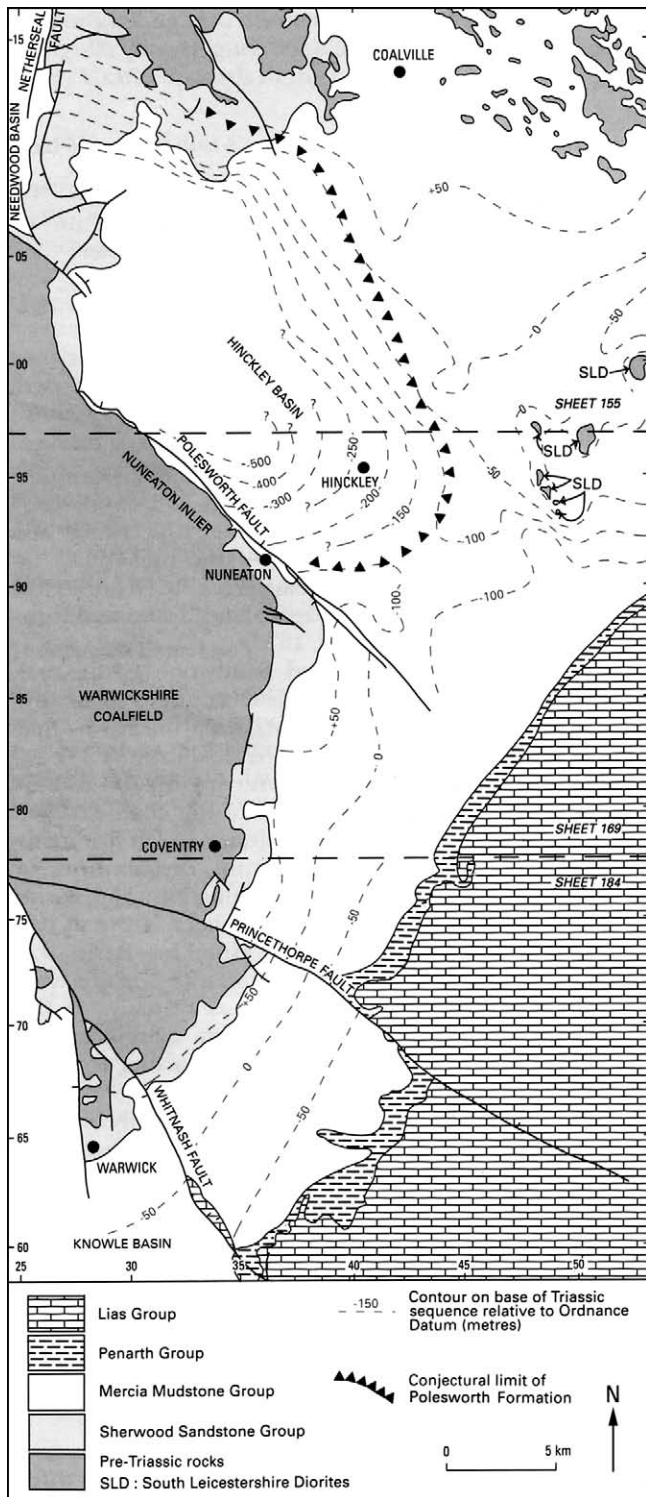 NETHERSEAL
FAULT
COALVILLE
NEEDWOOD BASIN
+50
05
-50
0
00
SLD
SHEET 155
HINCKLEY BASIN
?
?
?
?
?
?
-500
-400
-300
-250
-200
-150
-50
SLD
SLD
95
HINCKLEY
POLESWORTH FAULT
NUNEATON INLIER
-100
NUNEATON
90
-100
-100
WARWICKSHIRE
COALFIELD
85
+50
0
80
COVENTRY
SHEET 169
SHEET 184
75
-50
PRINCETHORPE FAULT
+50
70
0
-50
WHITNASH FAULT
65
WARWICK
-50
KNOWLE BASIN
60
25 30 35 40 45 50
Lias Group
Penarth Group
Mercia Mudstone Group
Sherwood Sandstone Group
Pre-Triassic rocks
SLD : South Leicestershire Diorites
-150 Contour on base of Triassic
sequence relative to Ordnance
Datum (metres)
Conjectural limit of
Polesworth Formation
N
0 5 km